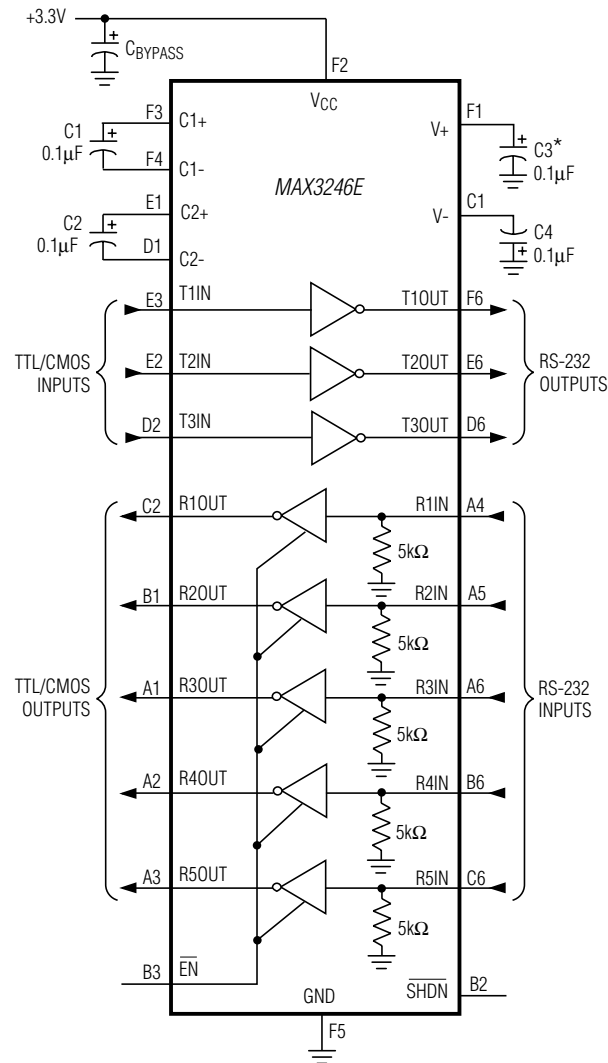 +3.3V
CBYPASS
F2
VCC
F3
C1+
C1
0.1µF
F4
C1-
E1
C2+
C2
0.1µF
D1
C2-
MAX3246E
F1
V+
C3*
0.1µF
C1
V-
C4
0.1µF
TTL/CMOS
INPUTS
E3 T1IN T1OUT F6
E2 T2IN T2OUT E6
D2 T3IN T3OUT D6
RS-232
OUTPUTS
TTL/CMOS
OUTPUTS
C2 R1OUT R1IN A4
5kΩ
B1 R2OUT R2IN A5
5kΩ
A1 R3OUT R3IN A6
5kΩ
A2 R4OUT R4IN B6
5kΩ
A3 R5OUT R5IN C6
5kΩ
RS-232
INPUTS
B3 E̅N̅
GND
S̅H̅D̅N̅ B2
F5